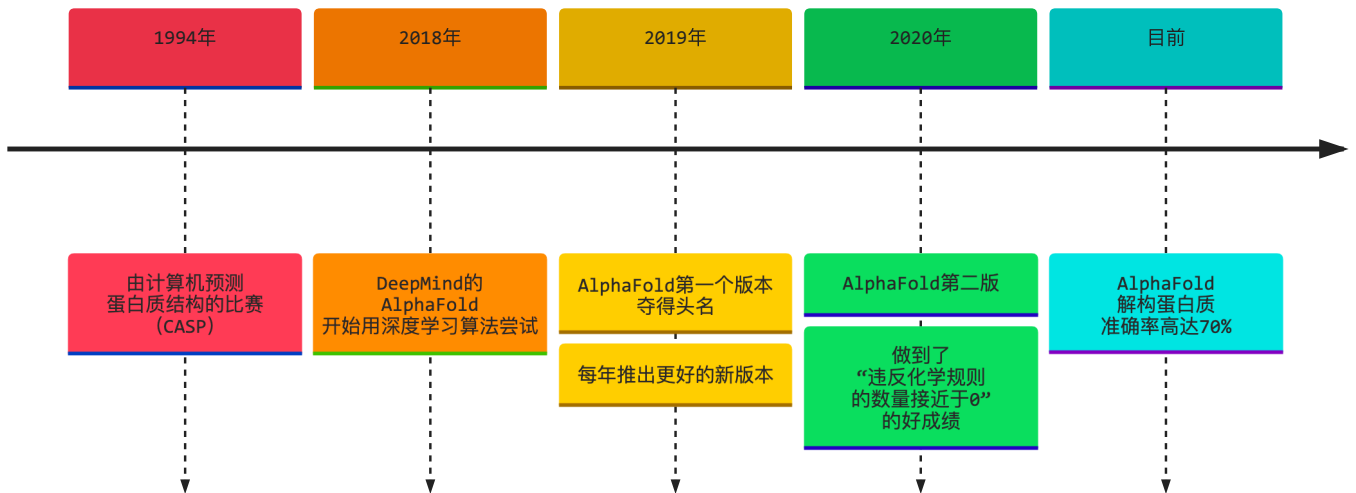 1994年
2018年
2019年
2020年
目前
由计算机预测
蛋白质结构的比赛
（CASP）
DeepMind的
AlphaFold
开始用深度学习算法尝试
AlphaFold第一个版本
夺得头名
每年推出更好的新版本
AlphaFold第二版
做到了
“违反化学规则
的数量接近于0”
的好成绩
AlphaFold
解构蛋白质
准确率高达70%